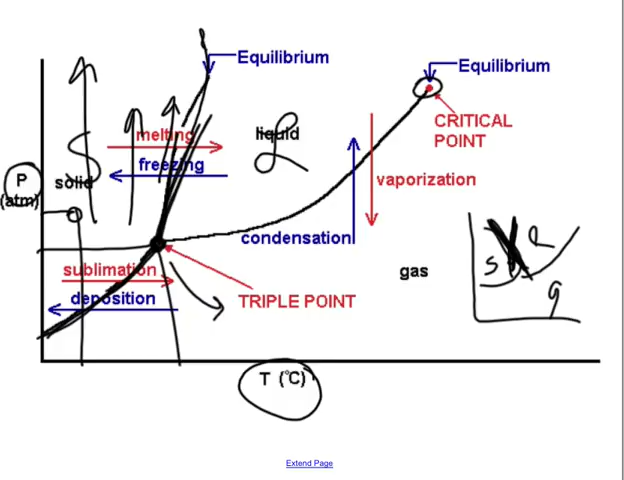 Equilibrium
Equilibrium
CRITICAL
POINT
melting
liquid
freezing
P
(atm)
solid
S
L
vaporization
condensation
sublimation
deposition
TRIPLE POINT
gas
S
l
g
T (°C)
Extend Page